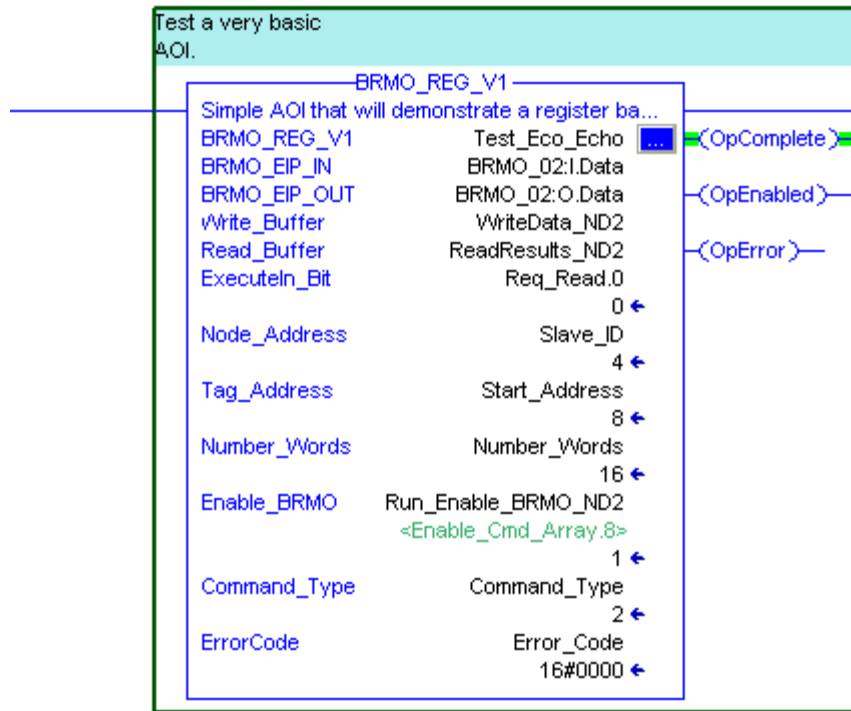 Test a very basic
AOI.
BRMO_REG_V1
Simple AOI that will demonstrate a register ba...
BRMO_REG_V1 Test_Eco_Echo ... (OpComplete)
BRMO_EIP_IN BRMO_02:I.Data
BRMO_EIP_OUT BRMO_02:O.Data (OpEnabled)
Write_Buffer WriteData_ND2
Read_Buffer ReadResults_ND2 (OpError)
ExecuteIn_Bit Req_Read.0
0
Node_Address Slave_ID
4
Tag_Address Start_Address
8
Number_Words Number_Words
16
Enable_BRMO Run_Enable_BRMO_ND2
<Enable_Cmd_Array.8>
1
Command_Type Command_Type
2
ErrorCode Error_Code
16#0000